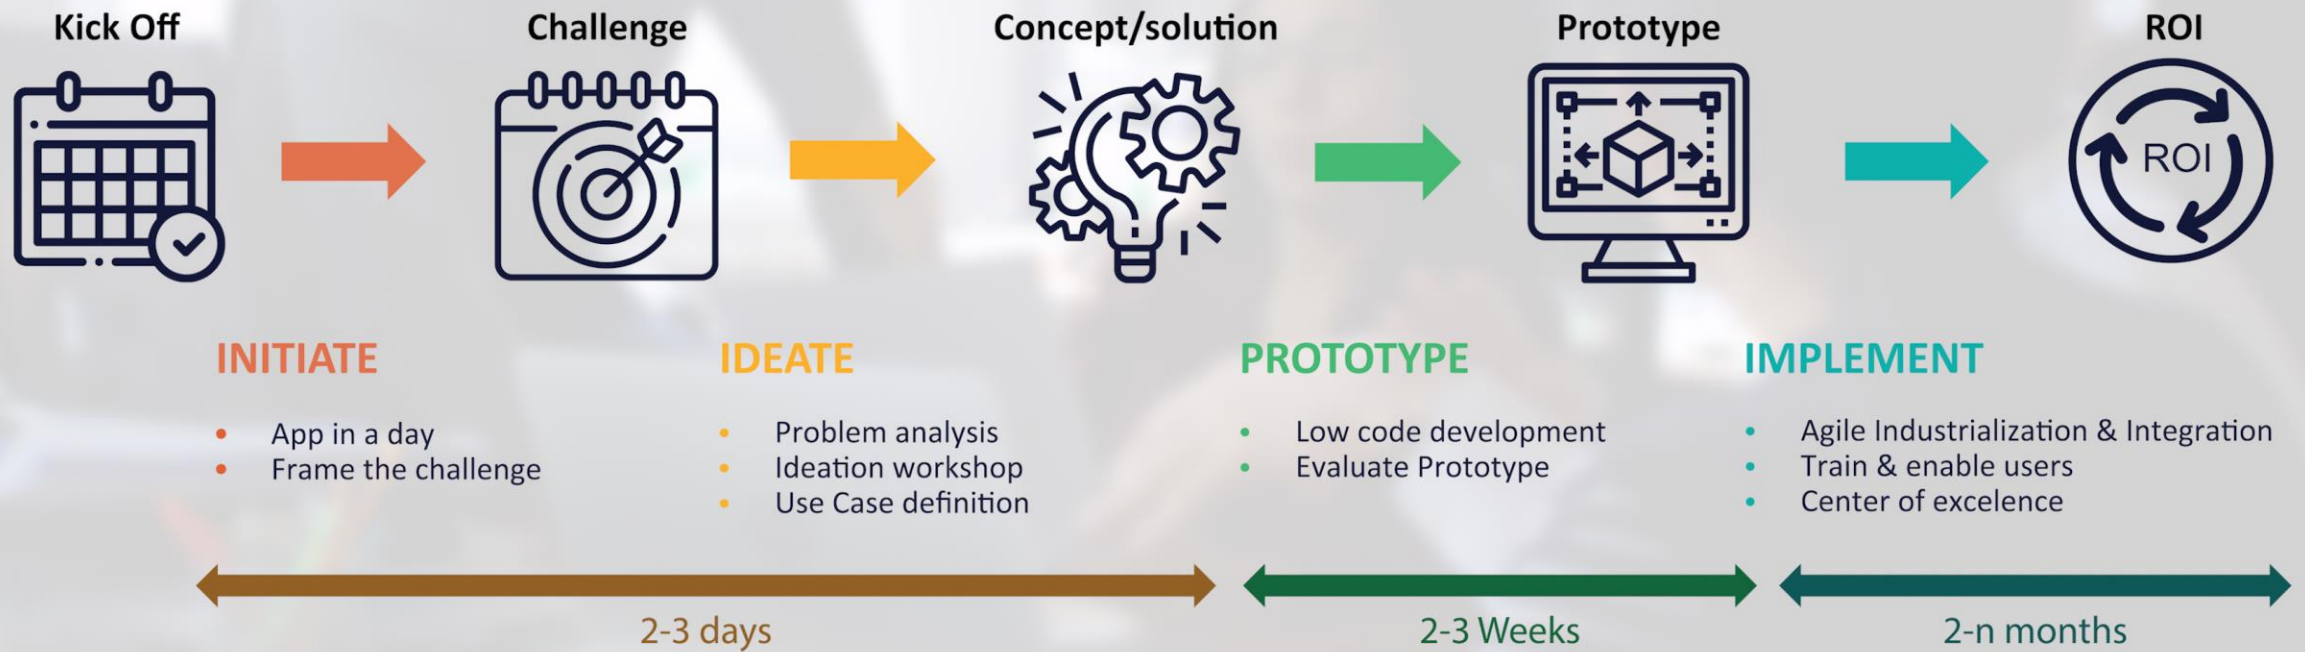 Kick Off
Challenge
Concept/solution
Prototype
ROI
ROI
INITIATE
• App in a day
• Frame the challenge
IDEATE
• Problem analysis
• Ideation workshop
• Use Case definition
PROTOTYPE
• Low code development
• Evaluate Prototype
IMPLEMENT
• Agile Industrialization & Integration
• Train & enable users
• Center of excelence
2-3 days
2-3 Weeks
2-n months